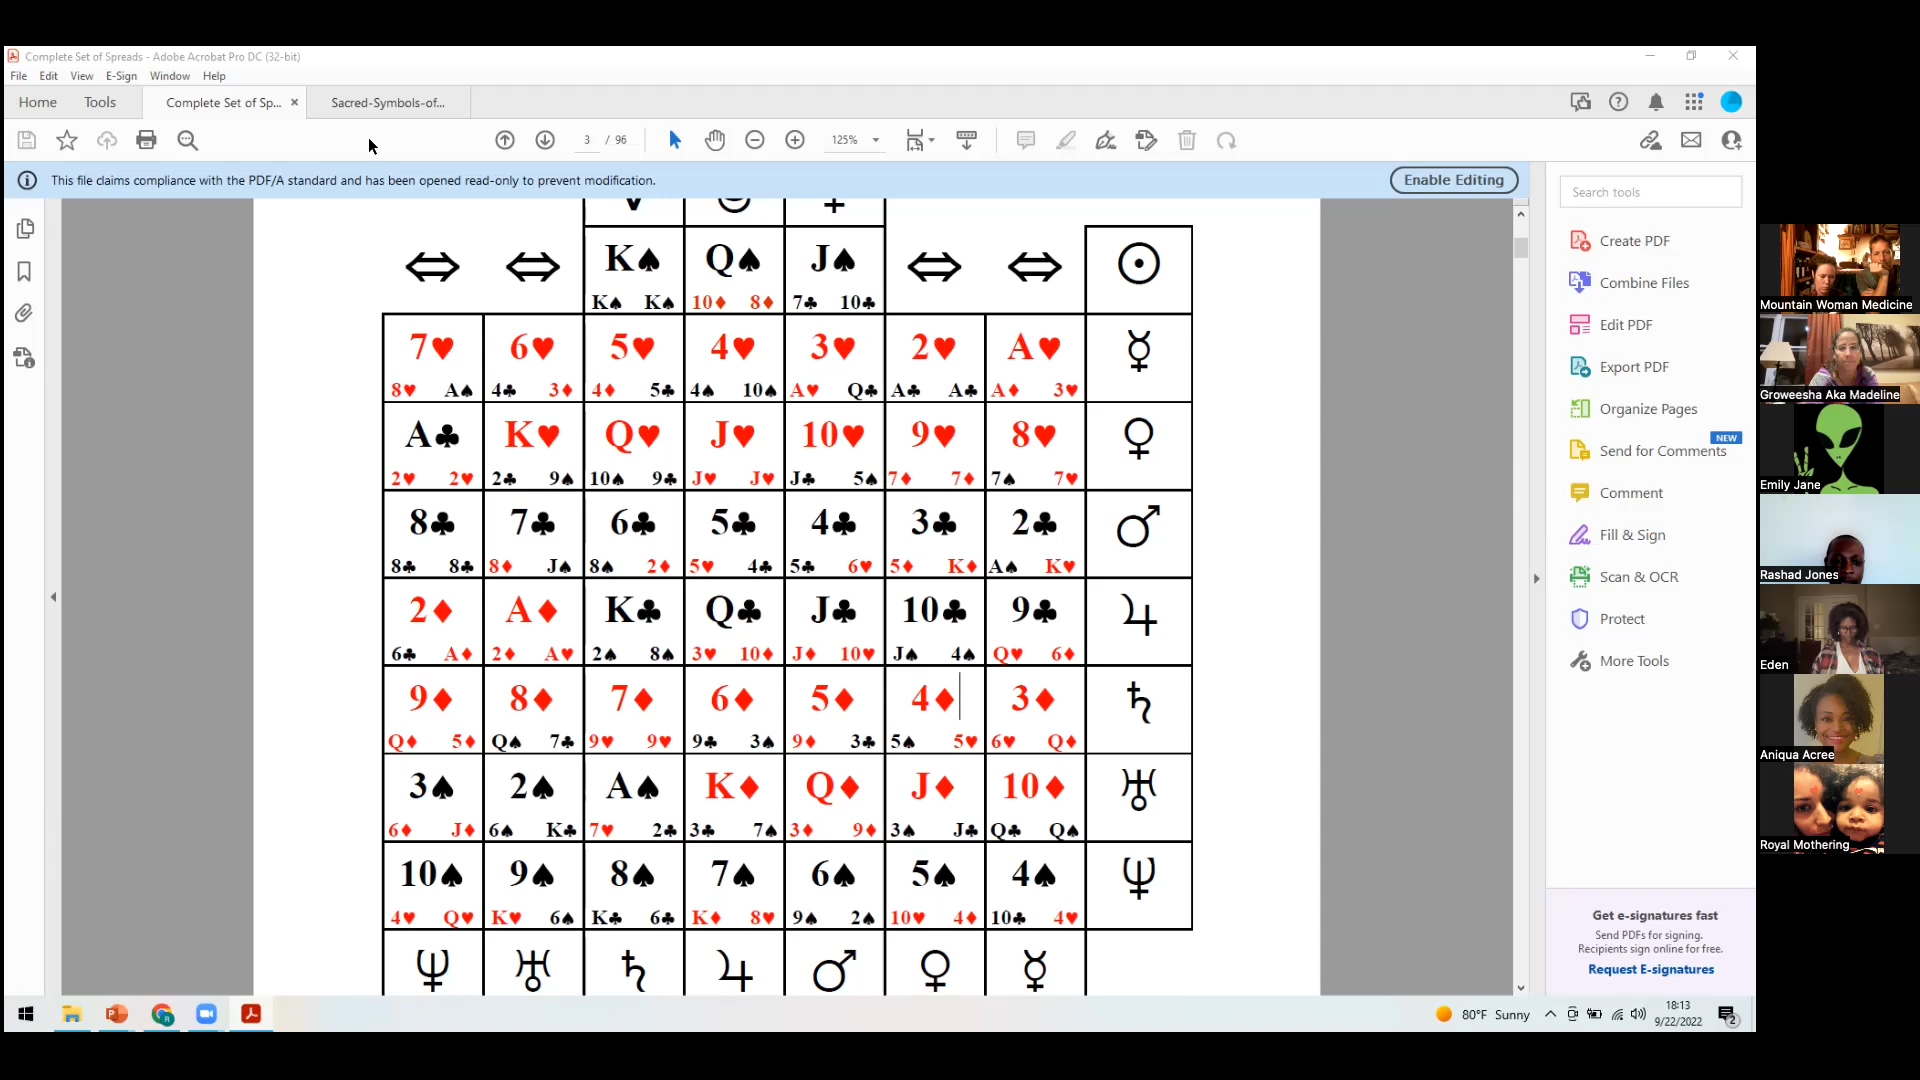 Complete Set of Spreads - Adobe Acrobat Pro DC (32-bit)
File Edit View E-Sign Window Help
Home Tools Complete Set of Sp... × Sacred-Symbols-of...
3 / 96 125%
This file claims compliance with the PDF/A standard and has been opened read-only to prevent modification. Enable Editing
K♠ Q♠ J♠ ☉
K♠ K♠ 10♦ 8♦ 7♣ 10♣
7♥ 6♥ 5♥ 4♥ 3♥ 2♥ A♥ ☿
8♥ A♠ 4♣ 3♦ 4♦ 5♣ 4♠ 10♠ A♥ Q♣ A♣ A♣ A♦ 3♥
A♣ K♥ Q♥ J♥ 10♥ 9♥ 8♥ ♀
2♥ 2♥ 2♣ 9♠ 10♠ 9♣ J♥ J♥ J♣ 5♠ 7♦ 7♦ 7♠ 7♥
8♣ 7♣ 6♣ 5♣ 4♣ 3♣ 2♣ ♂
8♣ 8♣ 8♦ J♠ 8♠ 2♦ 5♥ 4♣ 5♣ 6♥ 5♦ K♦ A♠ K♥
2♦ A♦ K♣ Q♣ J♣ 10♣ 9♣ ♃
6♣ A♦ 2♦ A♥ 2♠ 8♠ 3♥ 10♦ J♦ 10♥ J♠ 4♠ Q♥ 6♦
9♦ 8♦ 7♦ 6♦ 5♦ 4♦ 3♦ ♄
Q♦ 5♦ Q♠ 7♣ 9♥ 9♥ 9♣ 3♠ 9♦ 3♣ 5♠ 5♥ 6♥ Q♦
3♠ 2♠ A♠ K♦ Q♦ J♦ 10♦ ♅
6♦ J♦ 6♠ K♣ 7♥ 2♣ 3♣ 7♠ 3♦ 9♦ 3♠ J♣ Q♣ Q♠
10♠ 9♠ 8♠ 7♠ 6♠ 5♠ 4♠ ♆
4♥ Q♥ K♥ 6♠ K♣ 6♣ K♦ 8♥ 9♠ 2♠ 10♥ 4♦ 10♣ 4♥
♆ ♅ ♄ ♃ ♂ ♀ ☿
Search tools
Create PDF
Combine Files
Edit PDF
Export PDF
Organize Pages
NEW
Send for Comments
Comment
Fill & Sign
Scan & OCR
Protect
More Tools
Get e-signatures fast
Send PDFs for signing.
Recipients sign online for free.
Request E-signatures
Mountain Woman Medicine
Groweesha Aka Madeline
Emily Jane
Rashad Jones
Eden
Aniqua Acree
Royal Mothering
80°F Sunny
18:13
9/22/2022
2